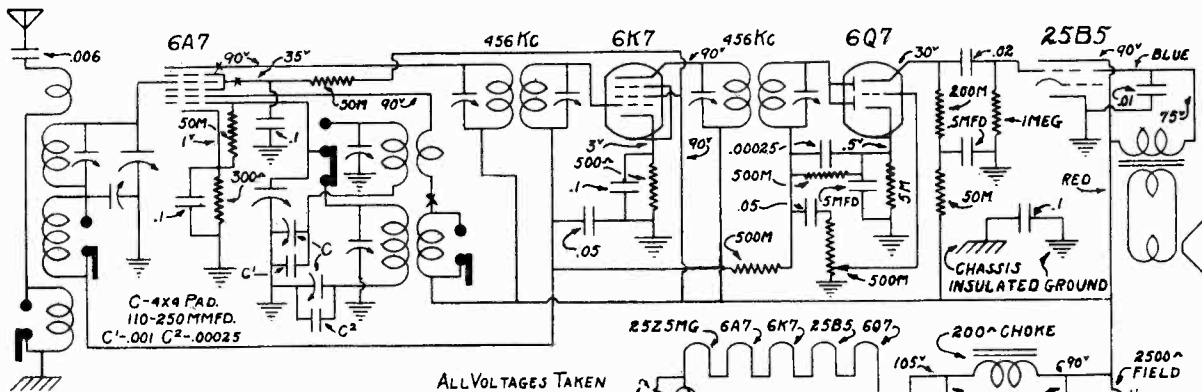 .006
6A7
90ᵛ
35ᵛ
50M
90ᵛ
50M
1ᵛ
300~
.1
.1
C
C'
C²
C-4X4 PAD.
110-250MMFD.
C'-.001 C²-.00025
456KC
6K7
90ᵛ
3ᵛ
500~
.1
.05
90ᵛ
456KC
6Q7
30ᵛ
.00025
.5ᵛ
500M
.5MFD
.05
5M
500M
500M
.02
200M
.5MFD
1MEG
50M
25B5
90ᵛ
BLUE
.01
75ᵛ
RED
.1
CHASSIS
INSULATED GROUND
25Z5MG
6A7
6K7
25B5
6Q7
ALL VOLTAGES TAKEN
200~CHOKE
105ᵛ
90ᵛ
2500~
FIELD